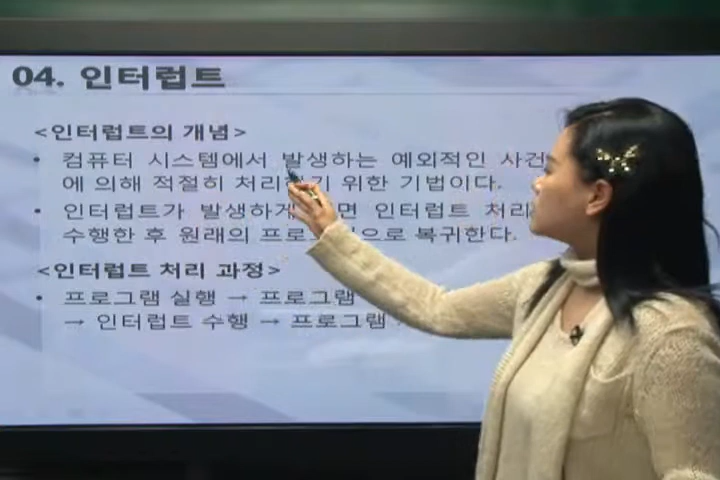 04. 인터럽트
<인터럽트의 개념>
• 컴퓨터 시스템에서 발생하는 예외적인 사건
에 의해 적절히 처리하기 위한 기법이다.
• 인터럽트가 발생하게 되면 인터럽트 처리
수행한 후 원래의 으로 복귀한다.
<인터럽트 처리 과정>
• 프로그램 실행 → 프로그램
→ 인터럽트 수행 → 프로그램